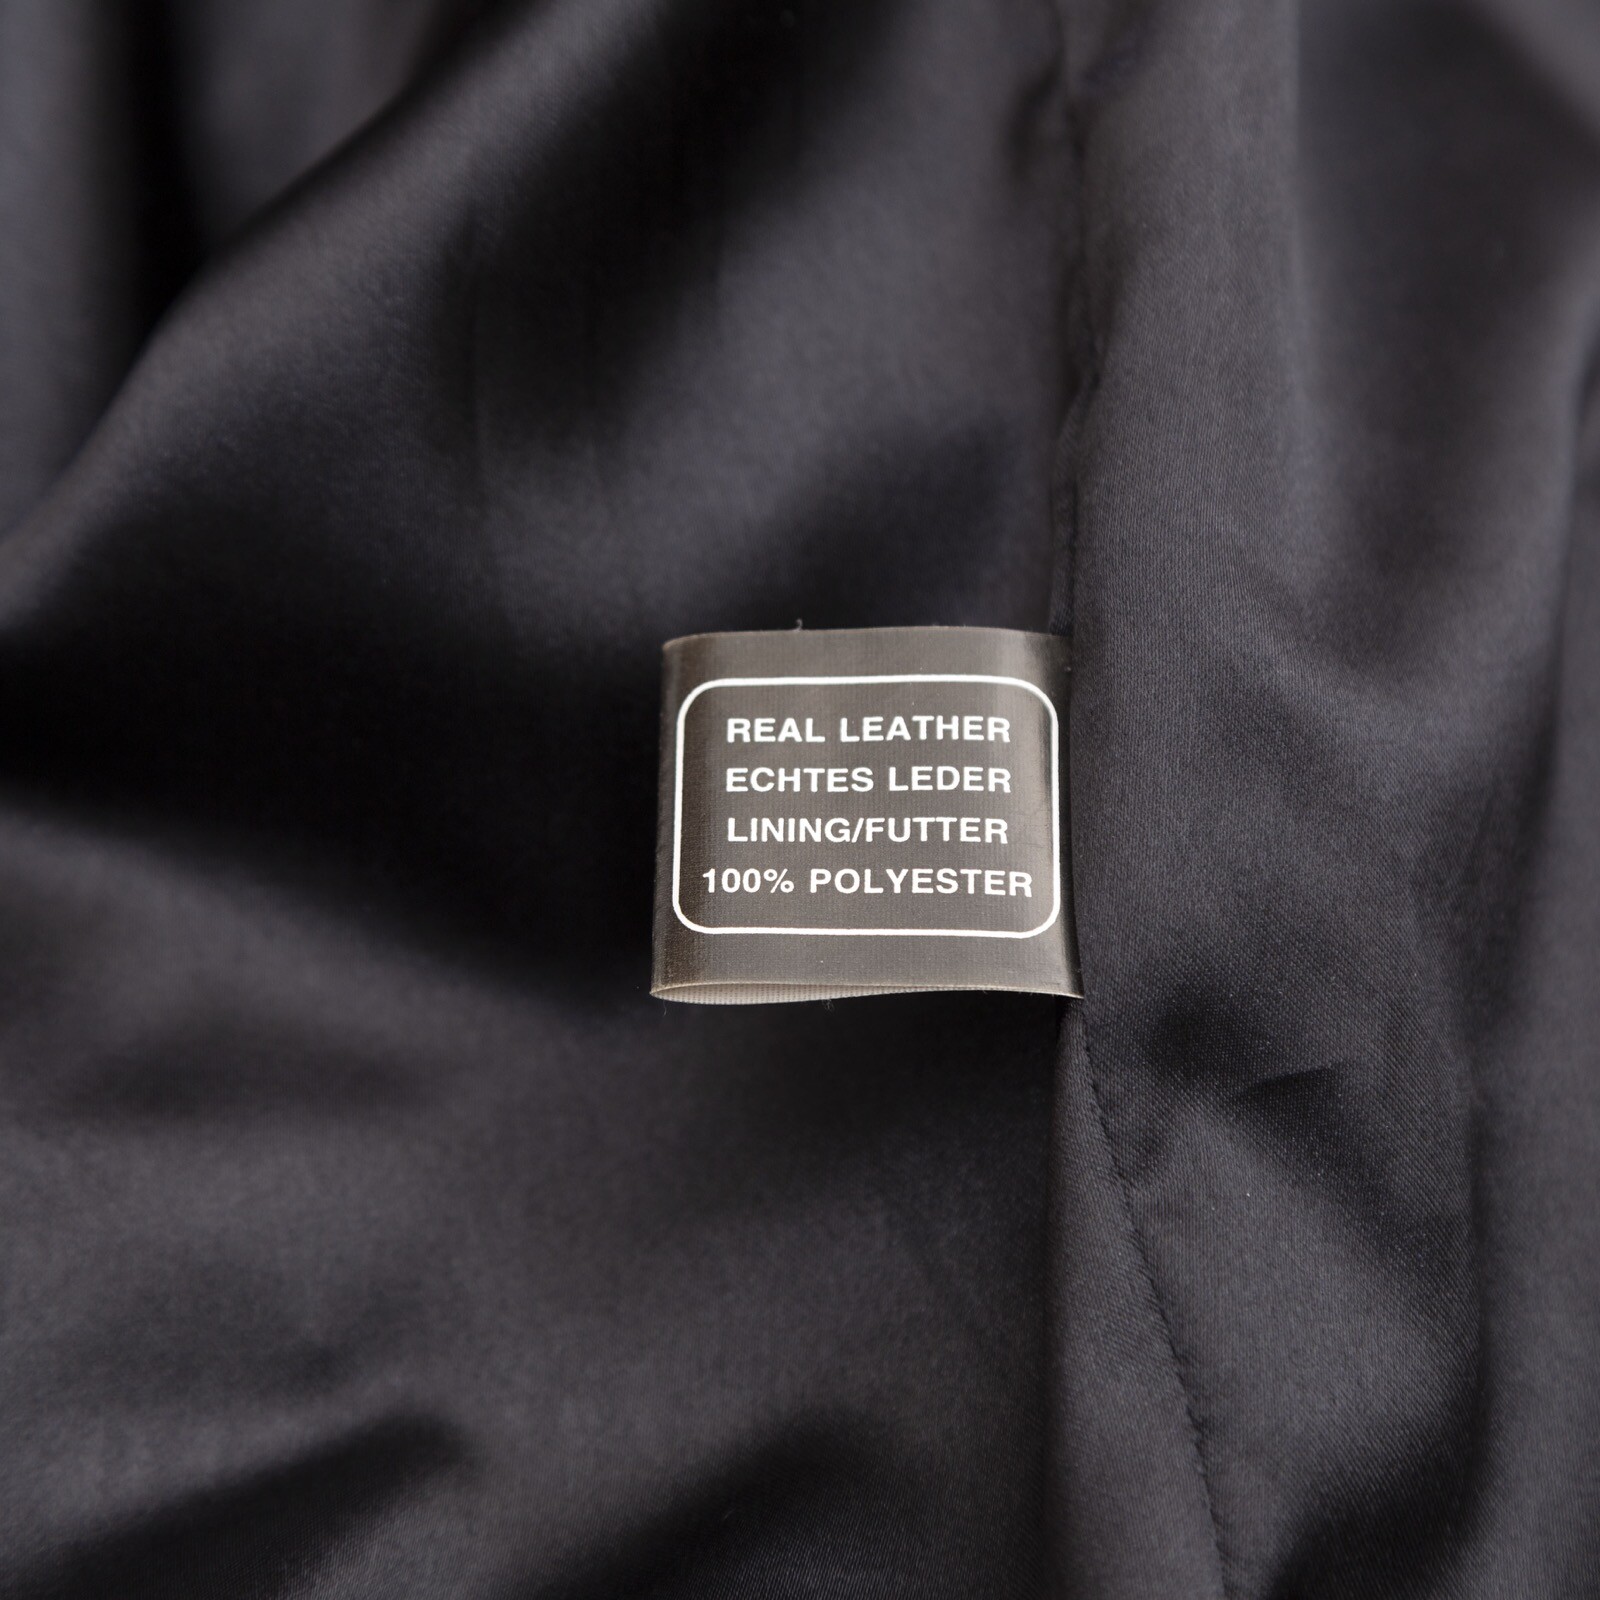 REAL LEATHER
ECHTES LEDER
LINING/FUTTER
100% POLYESTER